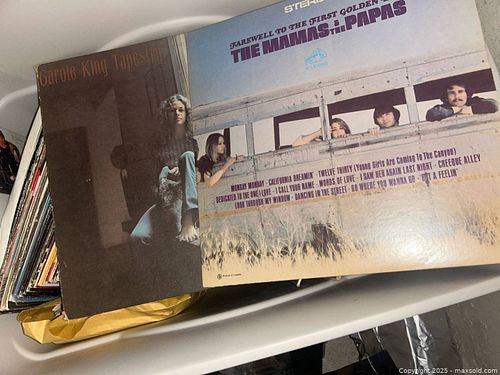 Carole King Tapestry
STEREO
FAREWELL TO THE FIRST GOLDEN
THE MAMAS & THE PAPAS
MONDAY MONDAY · CALIFORNIA DREAMIN' · TWELVE THIRTY (Young Girls Are Coming To The Canyon)
DEDICATED TO THE ONE I LOVE · I CALL YOUR NAME · WORDS OF LOVE · I SAW HER AGAIN LAST NIGHT · CREEQUE ALLEY
LOOK THROUGH MY WINDOW · DANCING IN THE STREET · GO WHERE YOU WANNA GO · GOT A FEELIN'
Copyright 2025 - maxsold.com